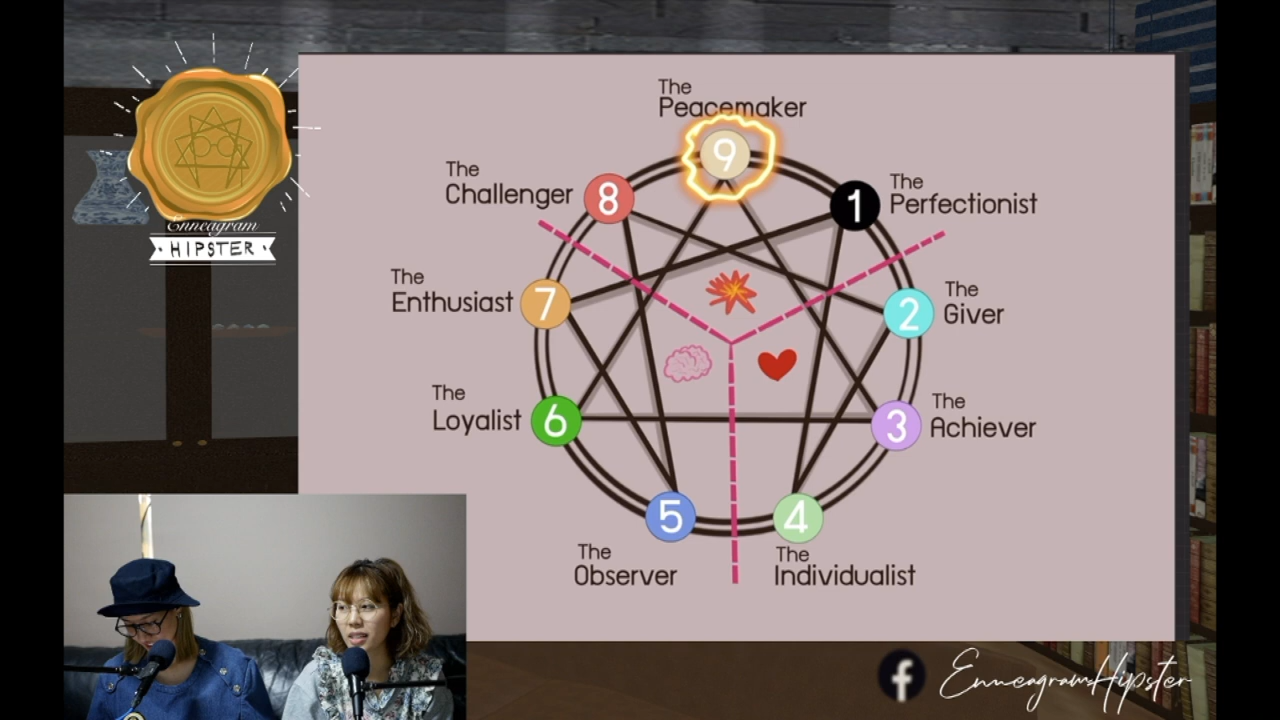 The
Peacemaker
9
The
Challenger
8
1
The
Perfectionist
The
Enthusiast
7
2
The
Giver
The
Loyalist
6
3
The
Achiever
5
4
The
Observer
The
Individualist
Enneagram
HIPSTER
f
EnneagramHipster